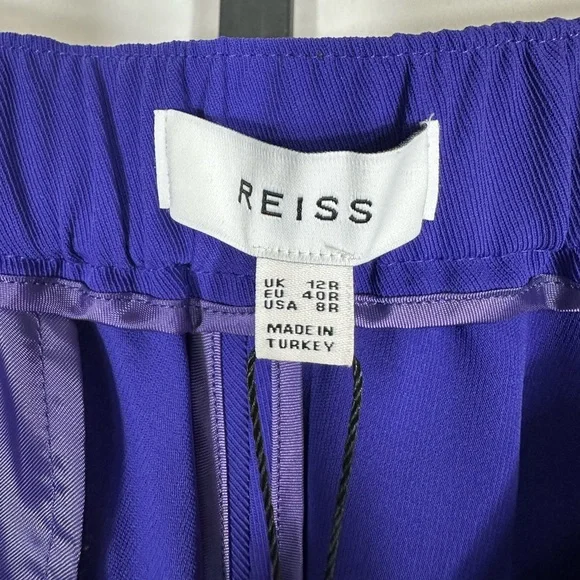 REISS
UK 12R
EU 40R
USA 8R
MADE IN
TURKEY